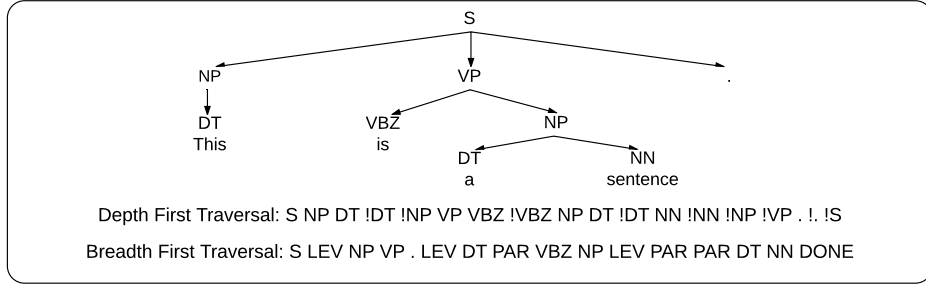 S
NP VP .
DT VBZ NP
This is
DT NN
a sentence
Depth First Traversal: S NP DT !DT !NP VP VBZ !VBZ NP DT !DT NN !NN !NP !VP . !. !S
Breadth First Traversal: S LEV NP VP . LEV DT PAR VBZ NP LEV PAR PAR DT NN DONE